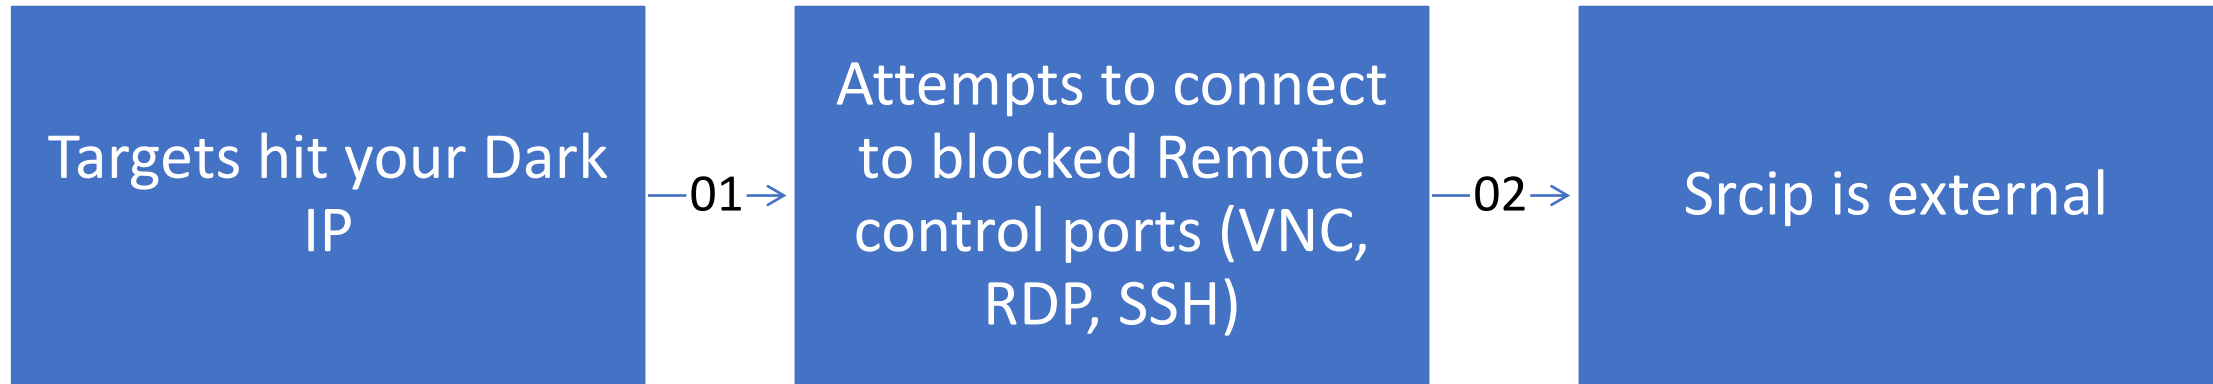 Targets hit your Dark
IP
01
Attempts to connect
to blocked Remote
control ports (VNC,
RDP, SSH)
02
Srcip is external